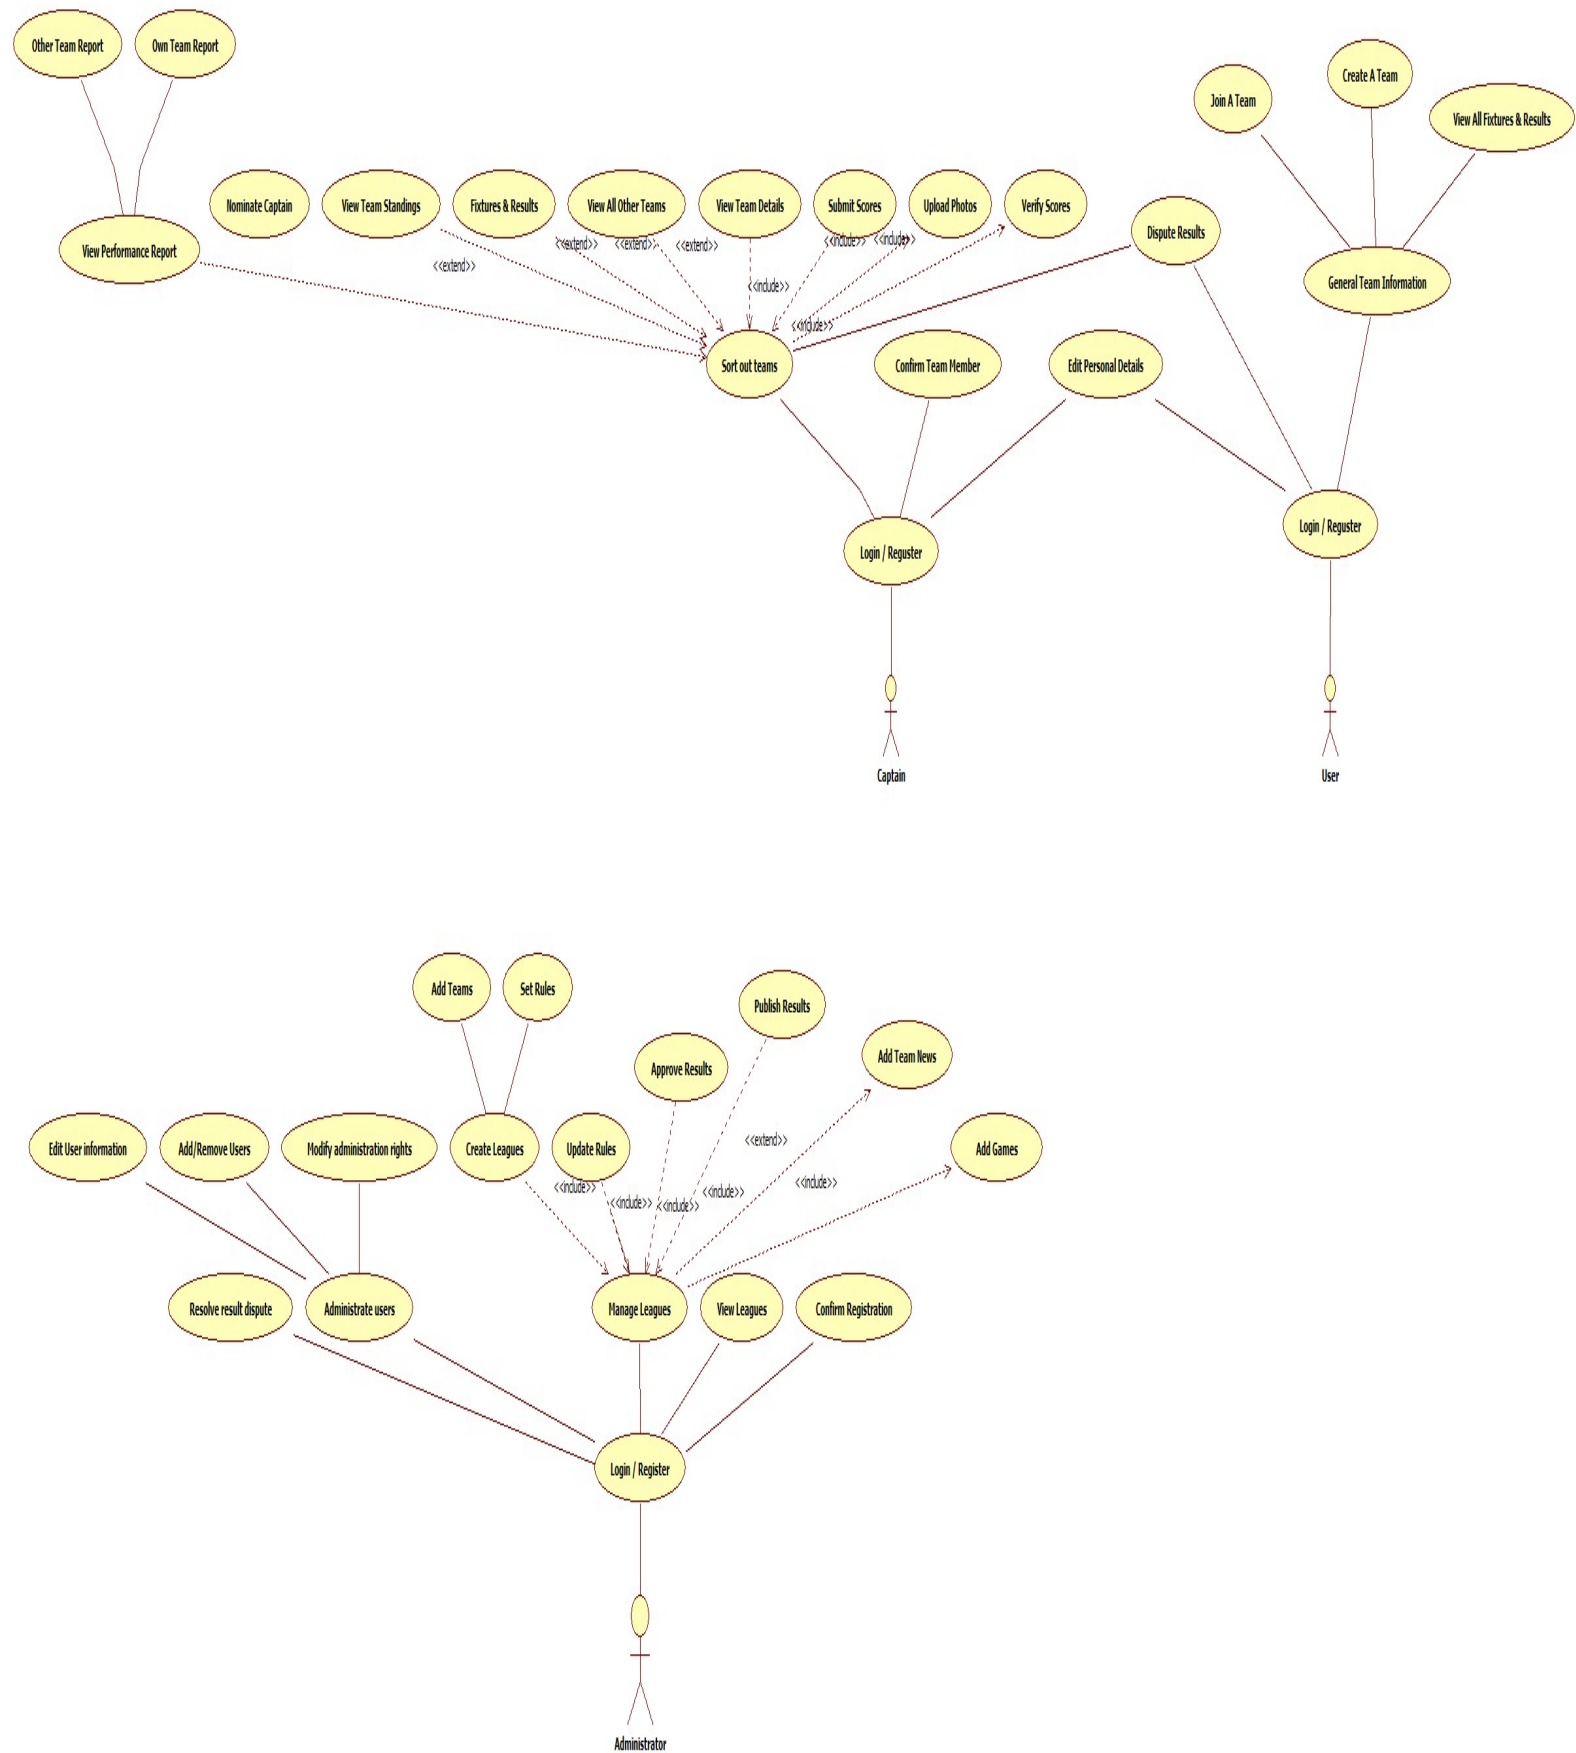 Other Team Report
Own Team Report
Create A Team
Join A Team
View All Fixtures & Results
Nominate Captain
View Team Standings
Fixtures & Results
View All Other Teams
View Team Details
Submit Scores
Upload Photos
Verify Scores
Dispute Results
View Performance Report
<<extend>>
<<extend>>
<<extend>>
<<include>>
<<include>>
<<extend>>
<<include>>
<<include>>
General Team Information
Sort out teams
Confirm Team Member
Edit Personal Details
Login / Reguster
Login / Reguster
Captain
User
Add Teams
Set Rules
Publish Results
Approve Results
Add Team News
Edit User information
Add/Remove Users
Modify administration rights
Create Leagues
Update Rules
<<extend>>
Add Games
<<include>>
<<include>>
<<include>>
<<include>>
<<include>>
Resolve result dispute
Administrate users
Manage Leagues
View Leagues
Confirm Registration
Login / Register
Administrator